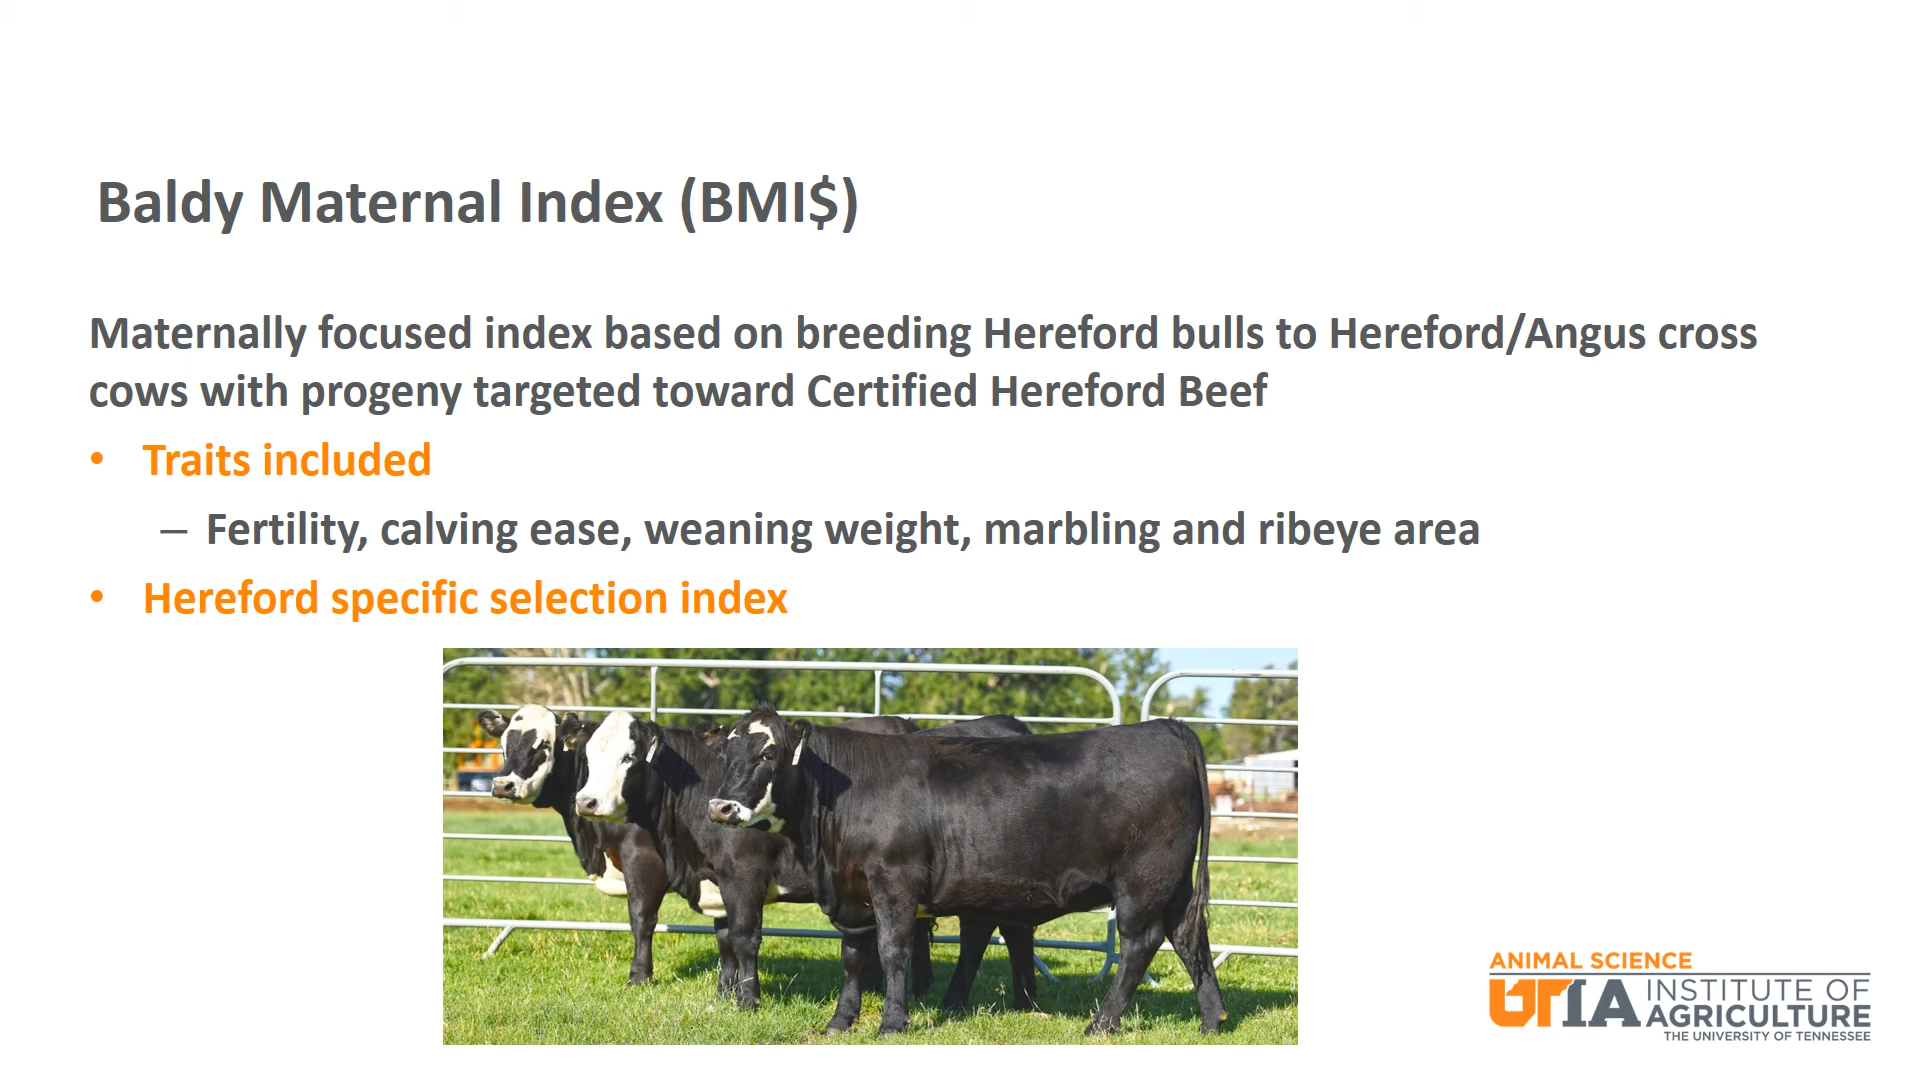 Baldy Maternal Index (BMI$)
Maternally focused index based on breeding Hereford bulls to Hereford/Angus cross
cows with progeny targeted toward Certified Hereford Beef
• Traits included
– Fertility, calving ease, weaning weight, marbling and ribeye area
• Hereford specific selection index
ANIMAL SCIENCE
UTIA INSTITUTE OF
AGRICULTURE
THE UNIVERSITY OF TENNESSEE